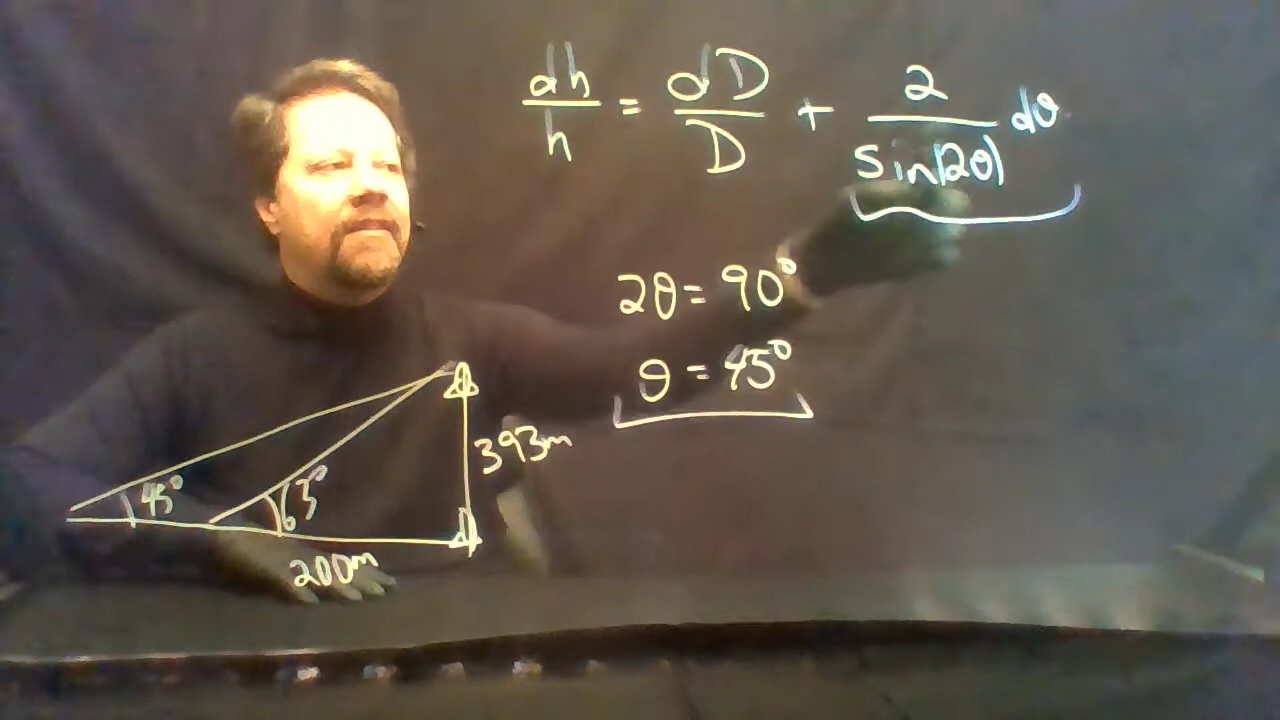 dh/h = dD/D + 2/sin(2θ) dθ
2θ = 90°
θ = 45°
393m
45°
63°
200m